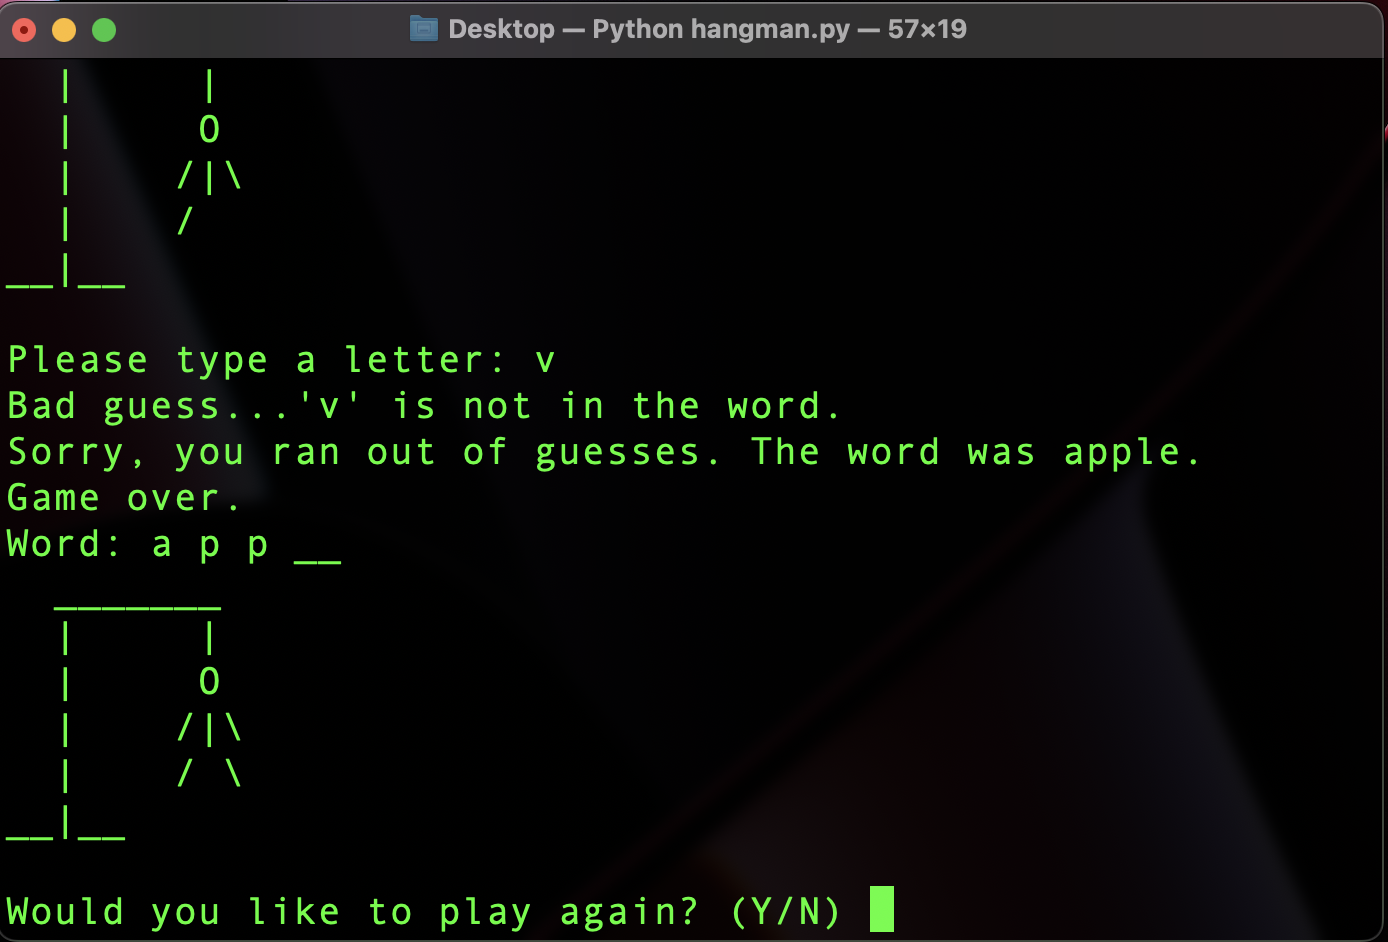 Desktop — Python hangman.py — 57×19
   |      |
   |      O
   |     /|\
   |     /
__|__
Please type a letter: v
Bad guess...'v' is not in the word.
Sorry, you ran out of guesses. The word was apple.
Game over.
Word: a p p __
  _______
   |      |
   |      O
   |     /|\
   |     / \
__|__
Would you like to play again? (Y/N)